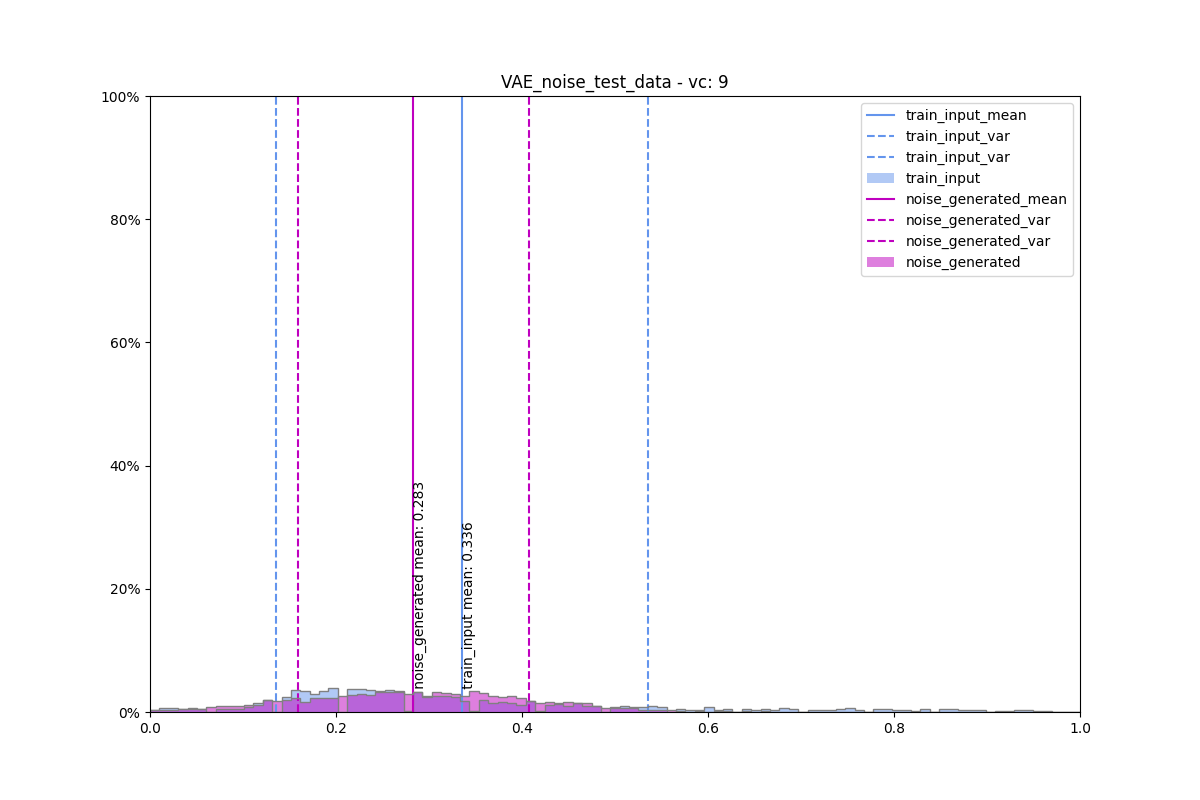 VAE_noise_test_data - vc: 9
100%
80%
60%
40%
20%
0%
0.0
0.2
0.4
0.6
0.8
1.0
noise_generated mean: 0.283
train_input mean: 0.336
train_input_mean
train_input_var
train_input_var
train_input
noise_generated_mean
noise_generated_var
noise_generated_var
noise_generated